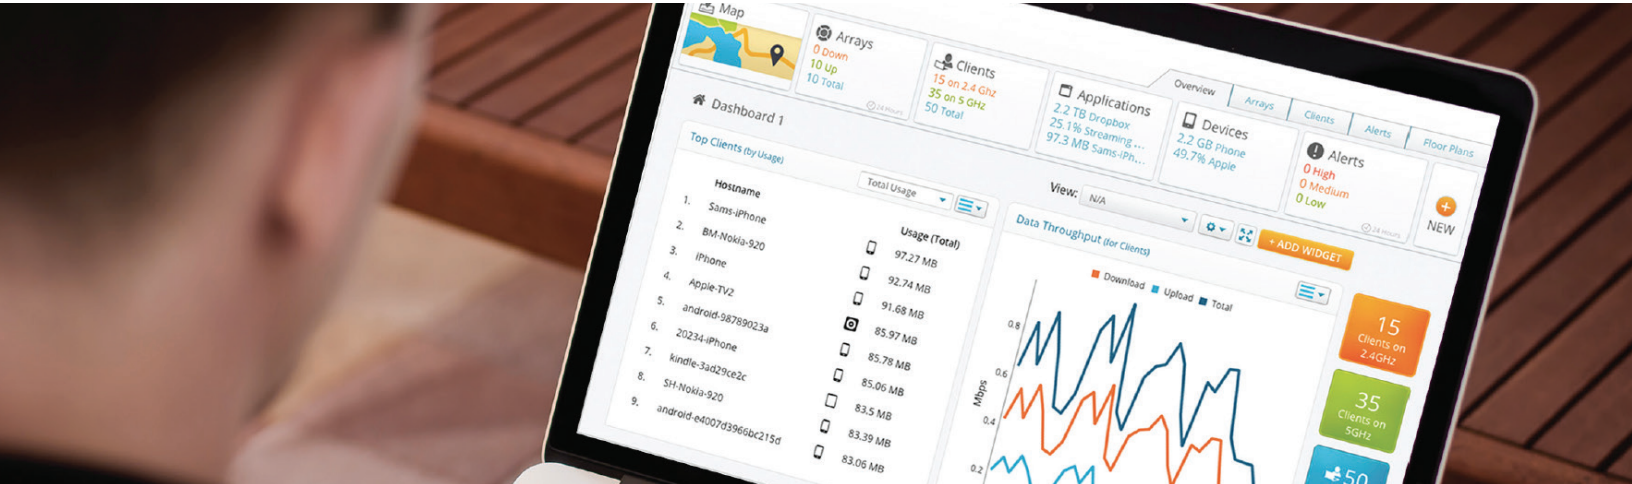 Map
Arrays
0 Down
10 Up
10 Total
24 Hours
Clients
15 on 2.4 Ghz
35 on 5 GHz
50 Total
Applications
2.2 TB Dropbox
25.1% Streaming ...
97.3 MB Sams-iPh...
Devices
2.2 GB Phone
49.7% Apple
Alerts
0 High
0 Medium
0 Low
24 Hours
NEW
Overview
Arrays
Clients
Alerts
Floor Plans
Dashboard 1
View: N/A
+ ADD WIDGET
Top Clients (by Usage)
Total Usage
Hostname Usage (Total)
1. Sams-iPhone 97.27 MB
2. BM-Nokia-920 92.74 MB
3. iPhone 91.68 MB
4. Apple-TV2 85.97 MB
5. android-98789023a 85.78 MB
6. 20234-iPhone 85.06 MB
7. kindle-3ad29ce2c 83.5 MB
8. SH-Nokia-920 83.39 MB
9. android-e4007d3966bc215d 83.06 MB
Data Throughput (for Clients)
Download Upload Total
Mbps
0.8
0.6
0.4
0.2
15
Clients on
2.4GHz
35
Clients on
5GHz
50